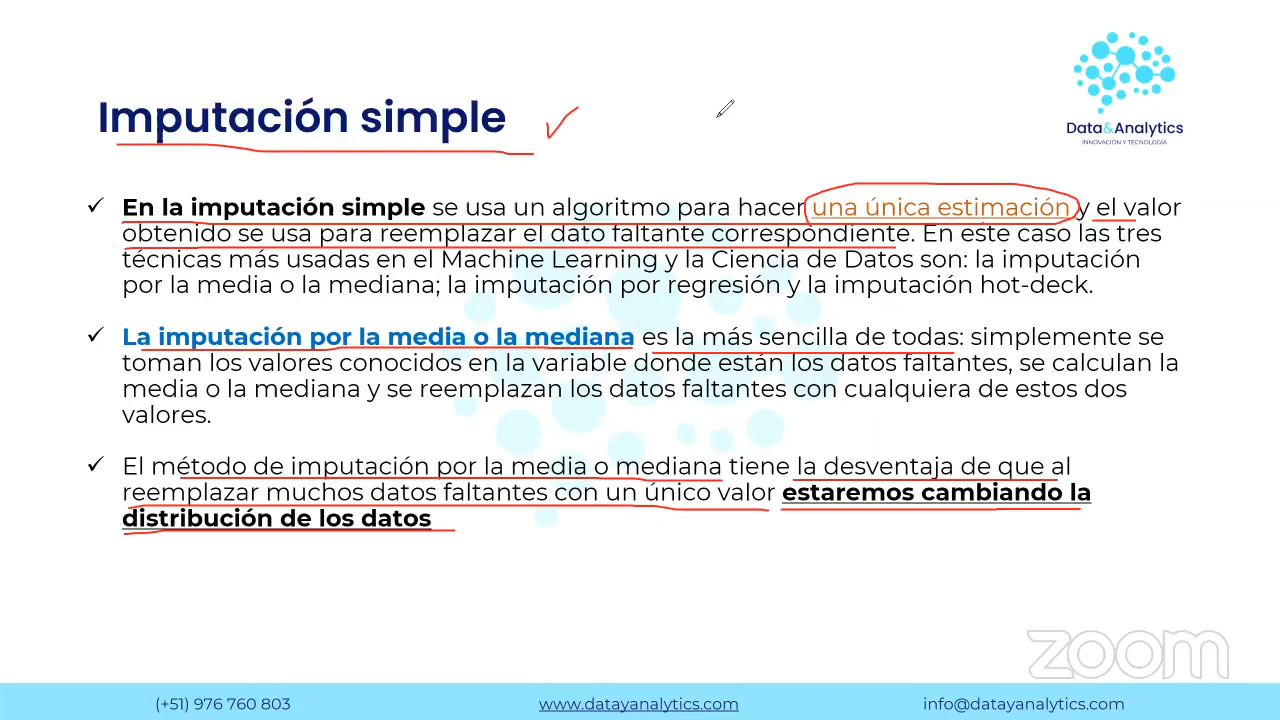 Imputación simple
Data&Analytics
INNOVACIÓN Y TECNOLOGÍA
✓ En la imputación simple se usa un algoritmo para hacer una única estimación y el valor
obtenido se usa para reemplazar el dato faltante correspondiente. En este caso las tres
técnicas más usadas en el Machine Learning y la Ciencia de Datos son: la imputación
por la media o la mediana; la imputación por regresión y la imputación hot-deck.
✓ La imputación por la media o la mediana es la más sencilla de todas: simplemente se
toman los valores conocidos en la variable donde están los datos faltantes, se calculan la
media o la mediana y se reemplazan los datos faltantes con cualquiera de estos dos
valores.
✓ El método de imputación por la media o mediana tiene la desventaja de que al
reemplazar muchos datos faltantes con un único valor estaremos cambiando la
distribución de los datos
zoom
(+51) 976 760 803
www.datayanalytics.com
info@datayanalytics.com